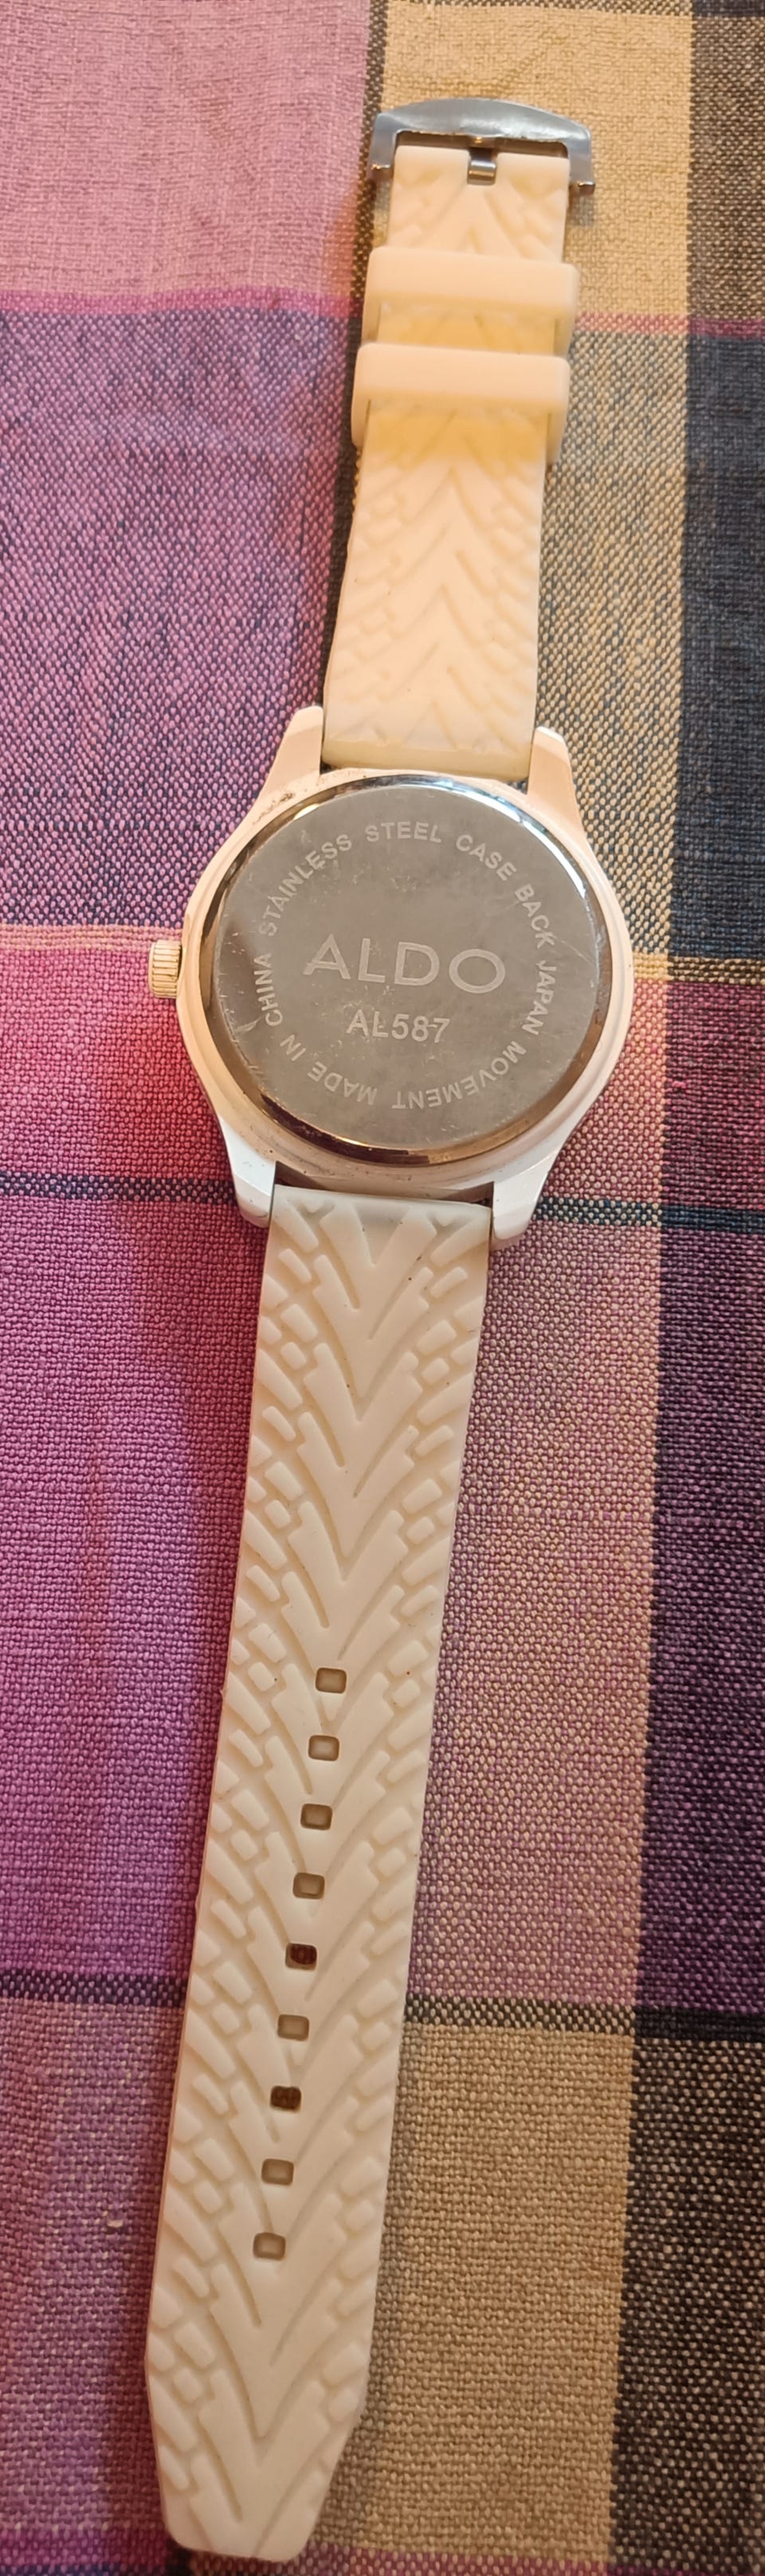 STAINLESS STEEL CASE BACK JAPAN MOVEMENT MADE IN CHINA
ALDO
AL587